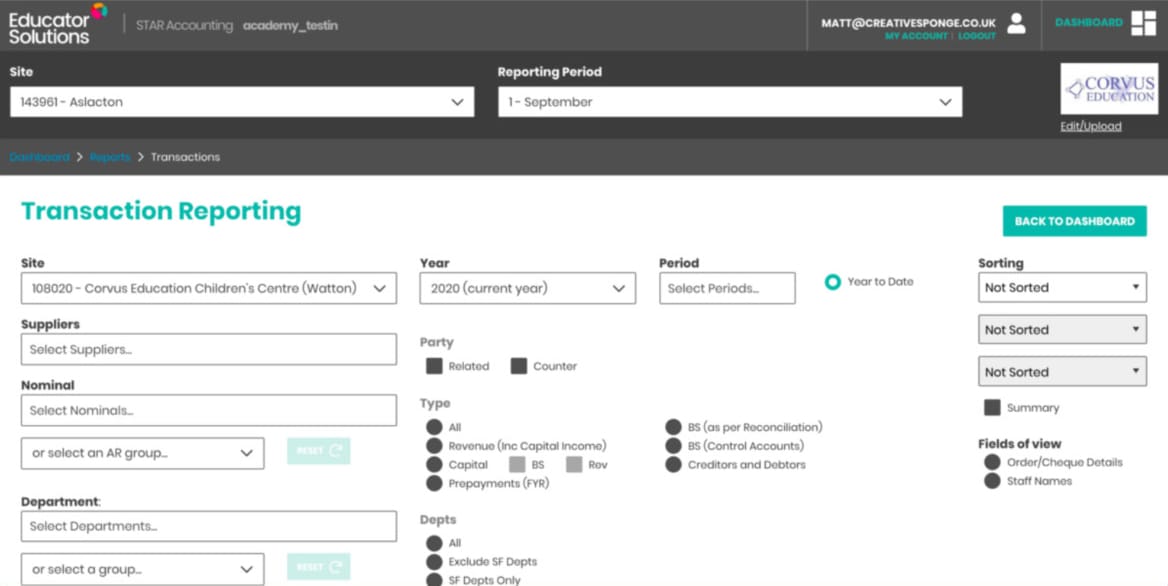 Educator
Solutions
STAR Accounting academy_testin
MATT@CREATIVESPONGE.CO.UK
MY ACCOUNT | LOGOUT
DASHBOARD
Site
143961 - Aslacton
Reporting Period
1 - September
CORVUS
EDUCATION
Edit/Upload
Dashboard > Reports > Transactions
Transaction Reporting
BACK TO DASHBOARD
Site
108020 - Corvus Education Children's Centre (Watton)
Suppliers
Select Suppliers...
Nominal
Select Nominals...
or select an AR group...
RESET
Department:
Select Departments...
or select a group...
RESET
Year
2020 (current year)
Period
Select Periods...
Year to Date
Party
Related Counter
Type
All
Revenue (Inc Capital Income)
Capital BS Rev
Prepayments (FYR)
BS (as per Reconciliation)
BS (Control Accounts)
Creditors and Debtors
Depts
All
Exclude SF Depts
SF Depts Only
Sorting
Not Sorted
Not Sorted
Not Sorted
Summary
Fields of view
Order/Cheque Details
Staff Names